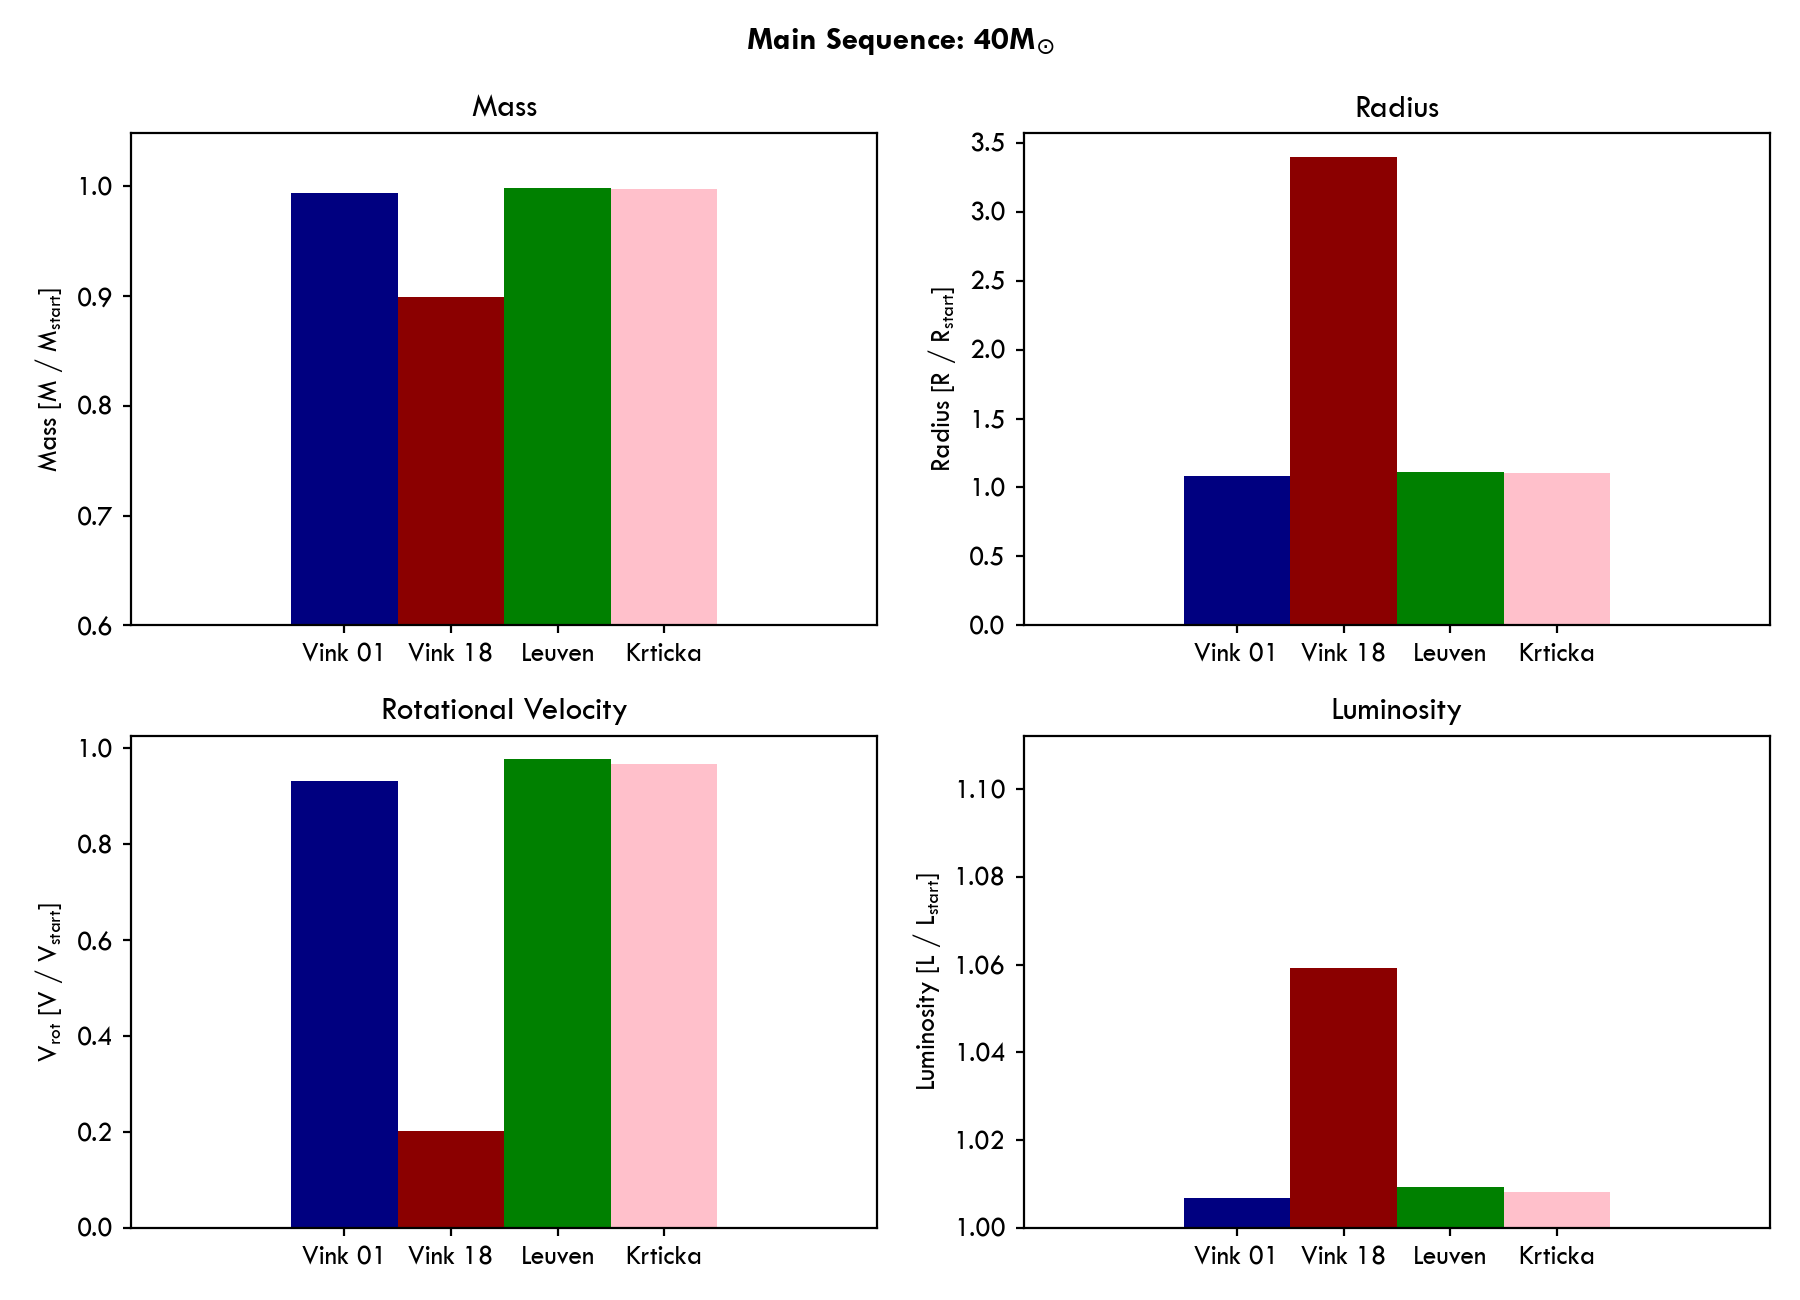 Main Sequence: 40M⊙
Mass
Mass [M / Mstart]
1.0
0.9
0.8
0.7
0.6
Vink 01 Vink 18 Leuven Krticka
Radius
Radius [R / Rstart]
3.5
3.0
2.5
2.0
1.5
1.0
0.5
0.0
Vink 01 Vink 18 Leuven Krticka
Rotational Velocity
Vrot [V / Vstart]
1.0
0.8
0.6
0.4
0.2
0.0
Vink 01 Vink 18 Leuven Krticka
Luminosity
Luminosity [L / Lstart]
1.10
1.08
1.06
1.04
1.02
1.00
Vink 01 Vink 18 Leuven Krticka